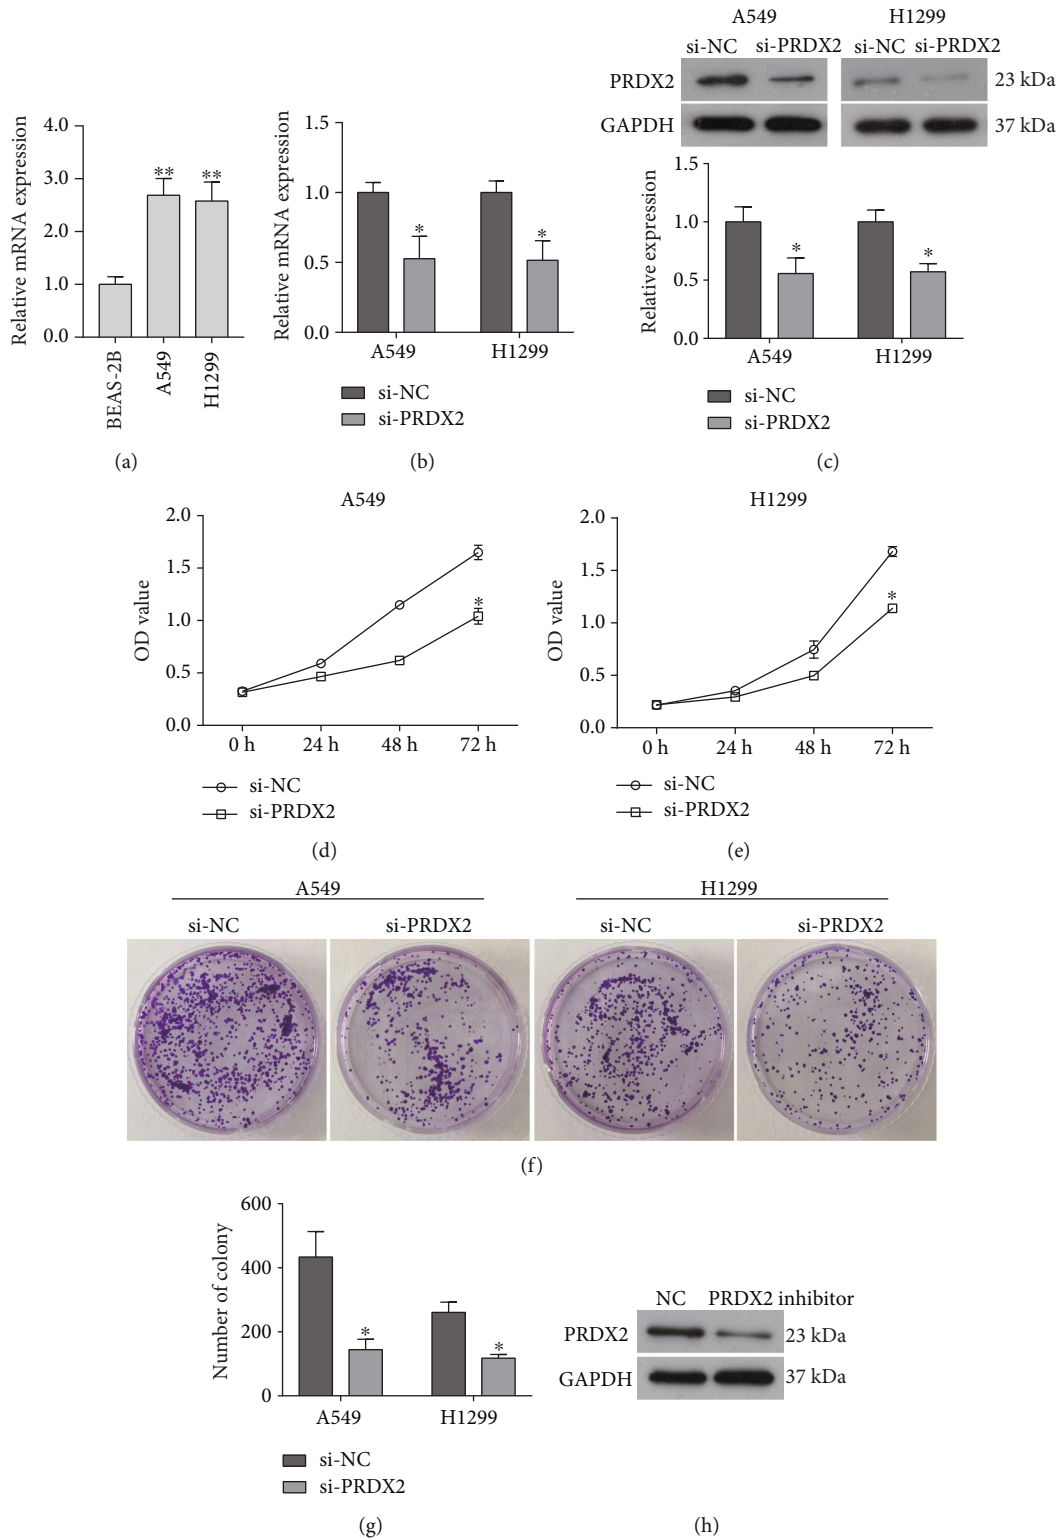 Relative mRNA expression
4.0
3.0
2.0
1.0
0.0
** **
BEAS-2B
A549
H1299
(a)
Relative mRNA expression
1.5
1.0
0.5
0.0
* *
A549 H1299
si-NC
si-PRDX2
(b)
A549 H1299
si-NC si-PRDX2 si-NC si-PRDX2
PRDX2 23 kDa
GAPDH 37 kDa
Relative expression
1.5
1.0
0.5
0.0
* *
A549 H1299
si-NC
si-PRDX2
(c)
A549
OD value
2.0
1.5
1.0
0.5
0.0
*
0 h 24 h 48 h 72 h
si-NC
si-PRDX2
(d)
H1299
OD value
2.0
1.5
1.0
0.5
0.0
*
0 h 24 h 48 h 72 h
si-NC
si-PRDX2
(e)
A549 H1299
si-NC si-PRDX2 si-NC si-PRDX2
(f)
Number of colony
600
400
200
0
* *
A549 H1299
si-NC
si-PRDX2
(g)
NC PRDX2 inhibitor
PRDX2 23 kDa
GAPDH 37 kDa
(h)